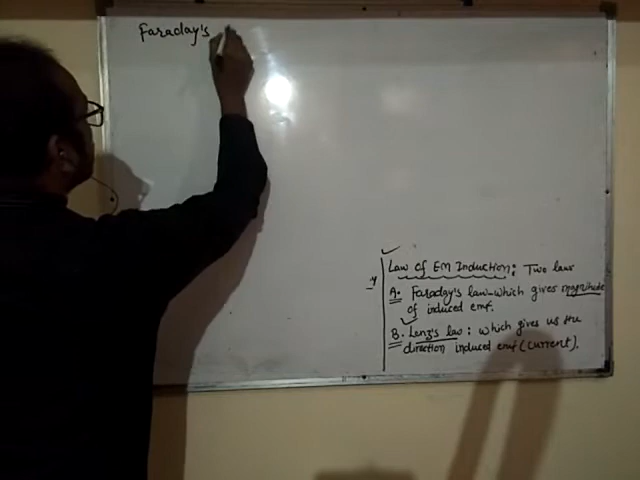 Faraday's
Law of EM Induction: Two law
A. Faraday's law - which gives magnitude
of induced emf.
B. Lenz's law: which gives us the
direction induced emf (current).